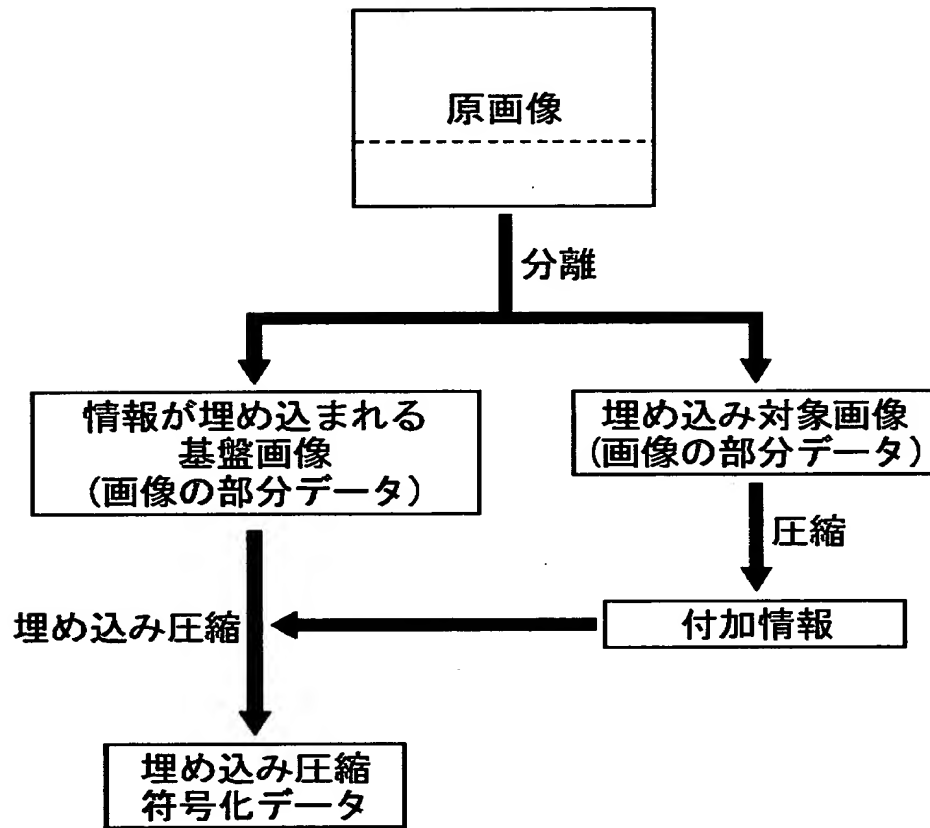 原画像
分離
情報が埋め込まれる
基盤画像
(画像の部分データ)
埋め込み対象画像
(画像の部分データ)
圧縮
埋め込み圧縮
付加情報
埋め込み圧縮
符号化データ